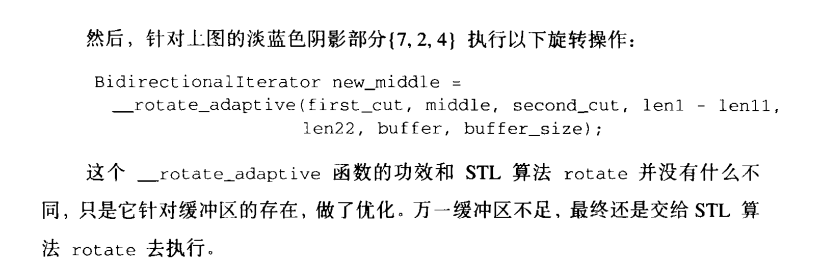 然后，针对上图的淡蓝色阴影部分{7, 2, 4} 执行以下旋转操作：
BidirectionalIterator new_middle =
__rotate_adaptive(first_cut, middle, second_cut, len1 - len11,
len22, buffer, buffer_size);
这个 __rotate_adaptive 函数的功效和 STL 算法 rotate 并没有什么不
同，只是它针对缓冲区的存在，做了优化。万一缓冲区不足，最终还是交给 STL 算
法 rotate 去执行。